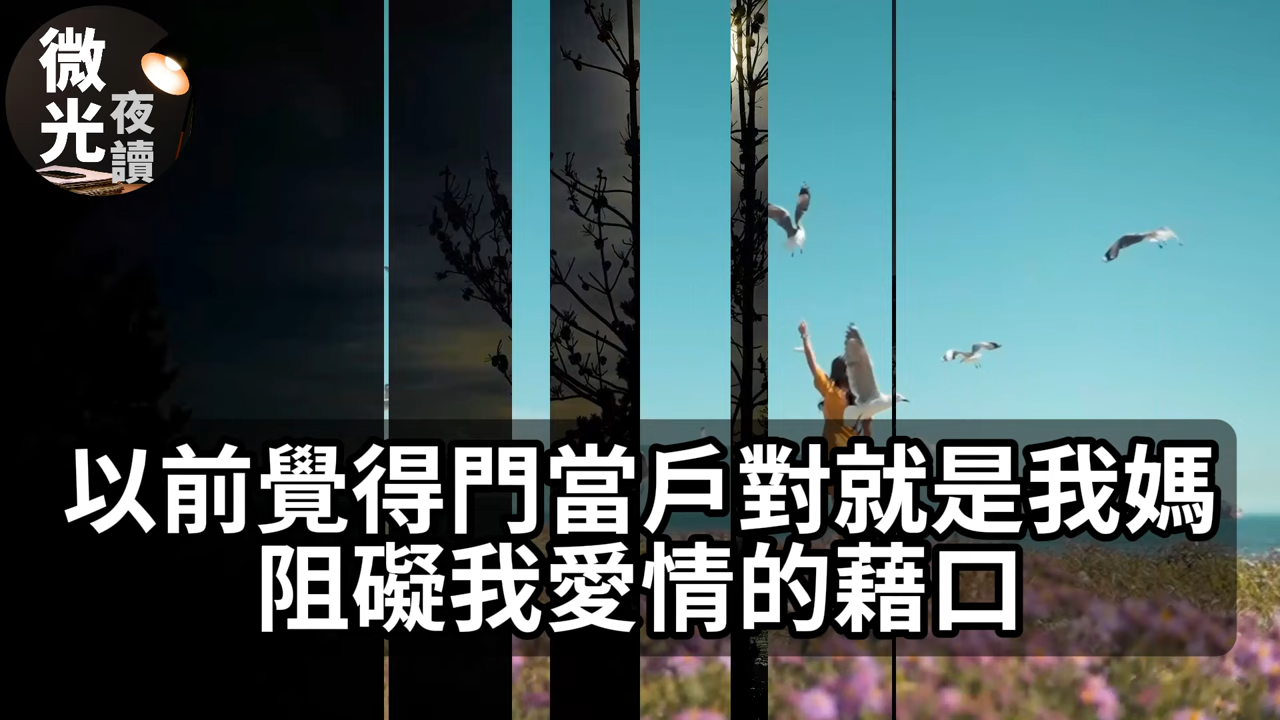 微光
夜讀
以前覺得門當戶對就是我媽
阻礙我愛情的藉口